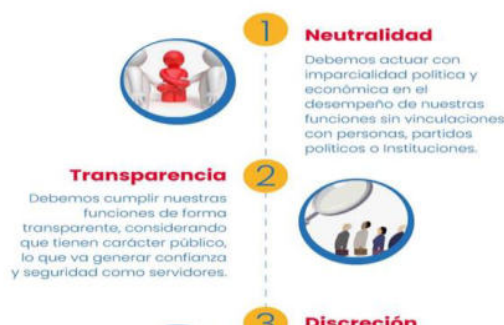 1
Neutralidad
Debemos actuar con
imparcialidad política y
económica en el
desempeño de nuestras
funciones sin vinculaciones
con personas, partidos
políticos o Instituciones.
2
Transparencia
Debemos cumplir nuestras
funciones de forma
transparente, considerando
que tienen carácter público,
lo que va generar confianza
y seguridad como servidores.
3
Discreción